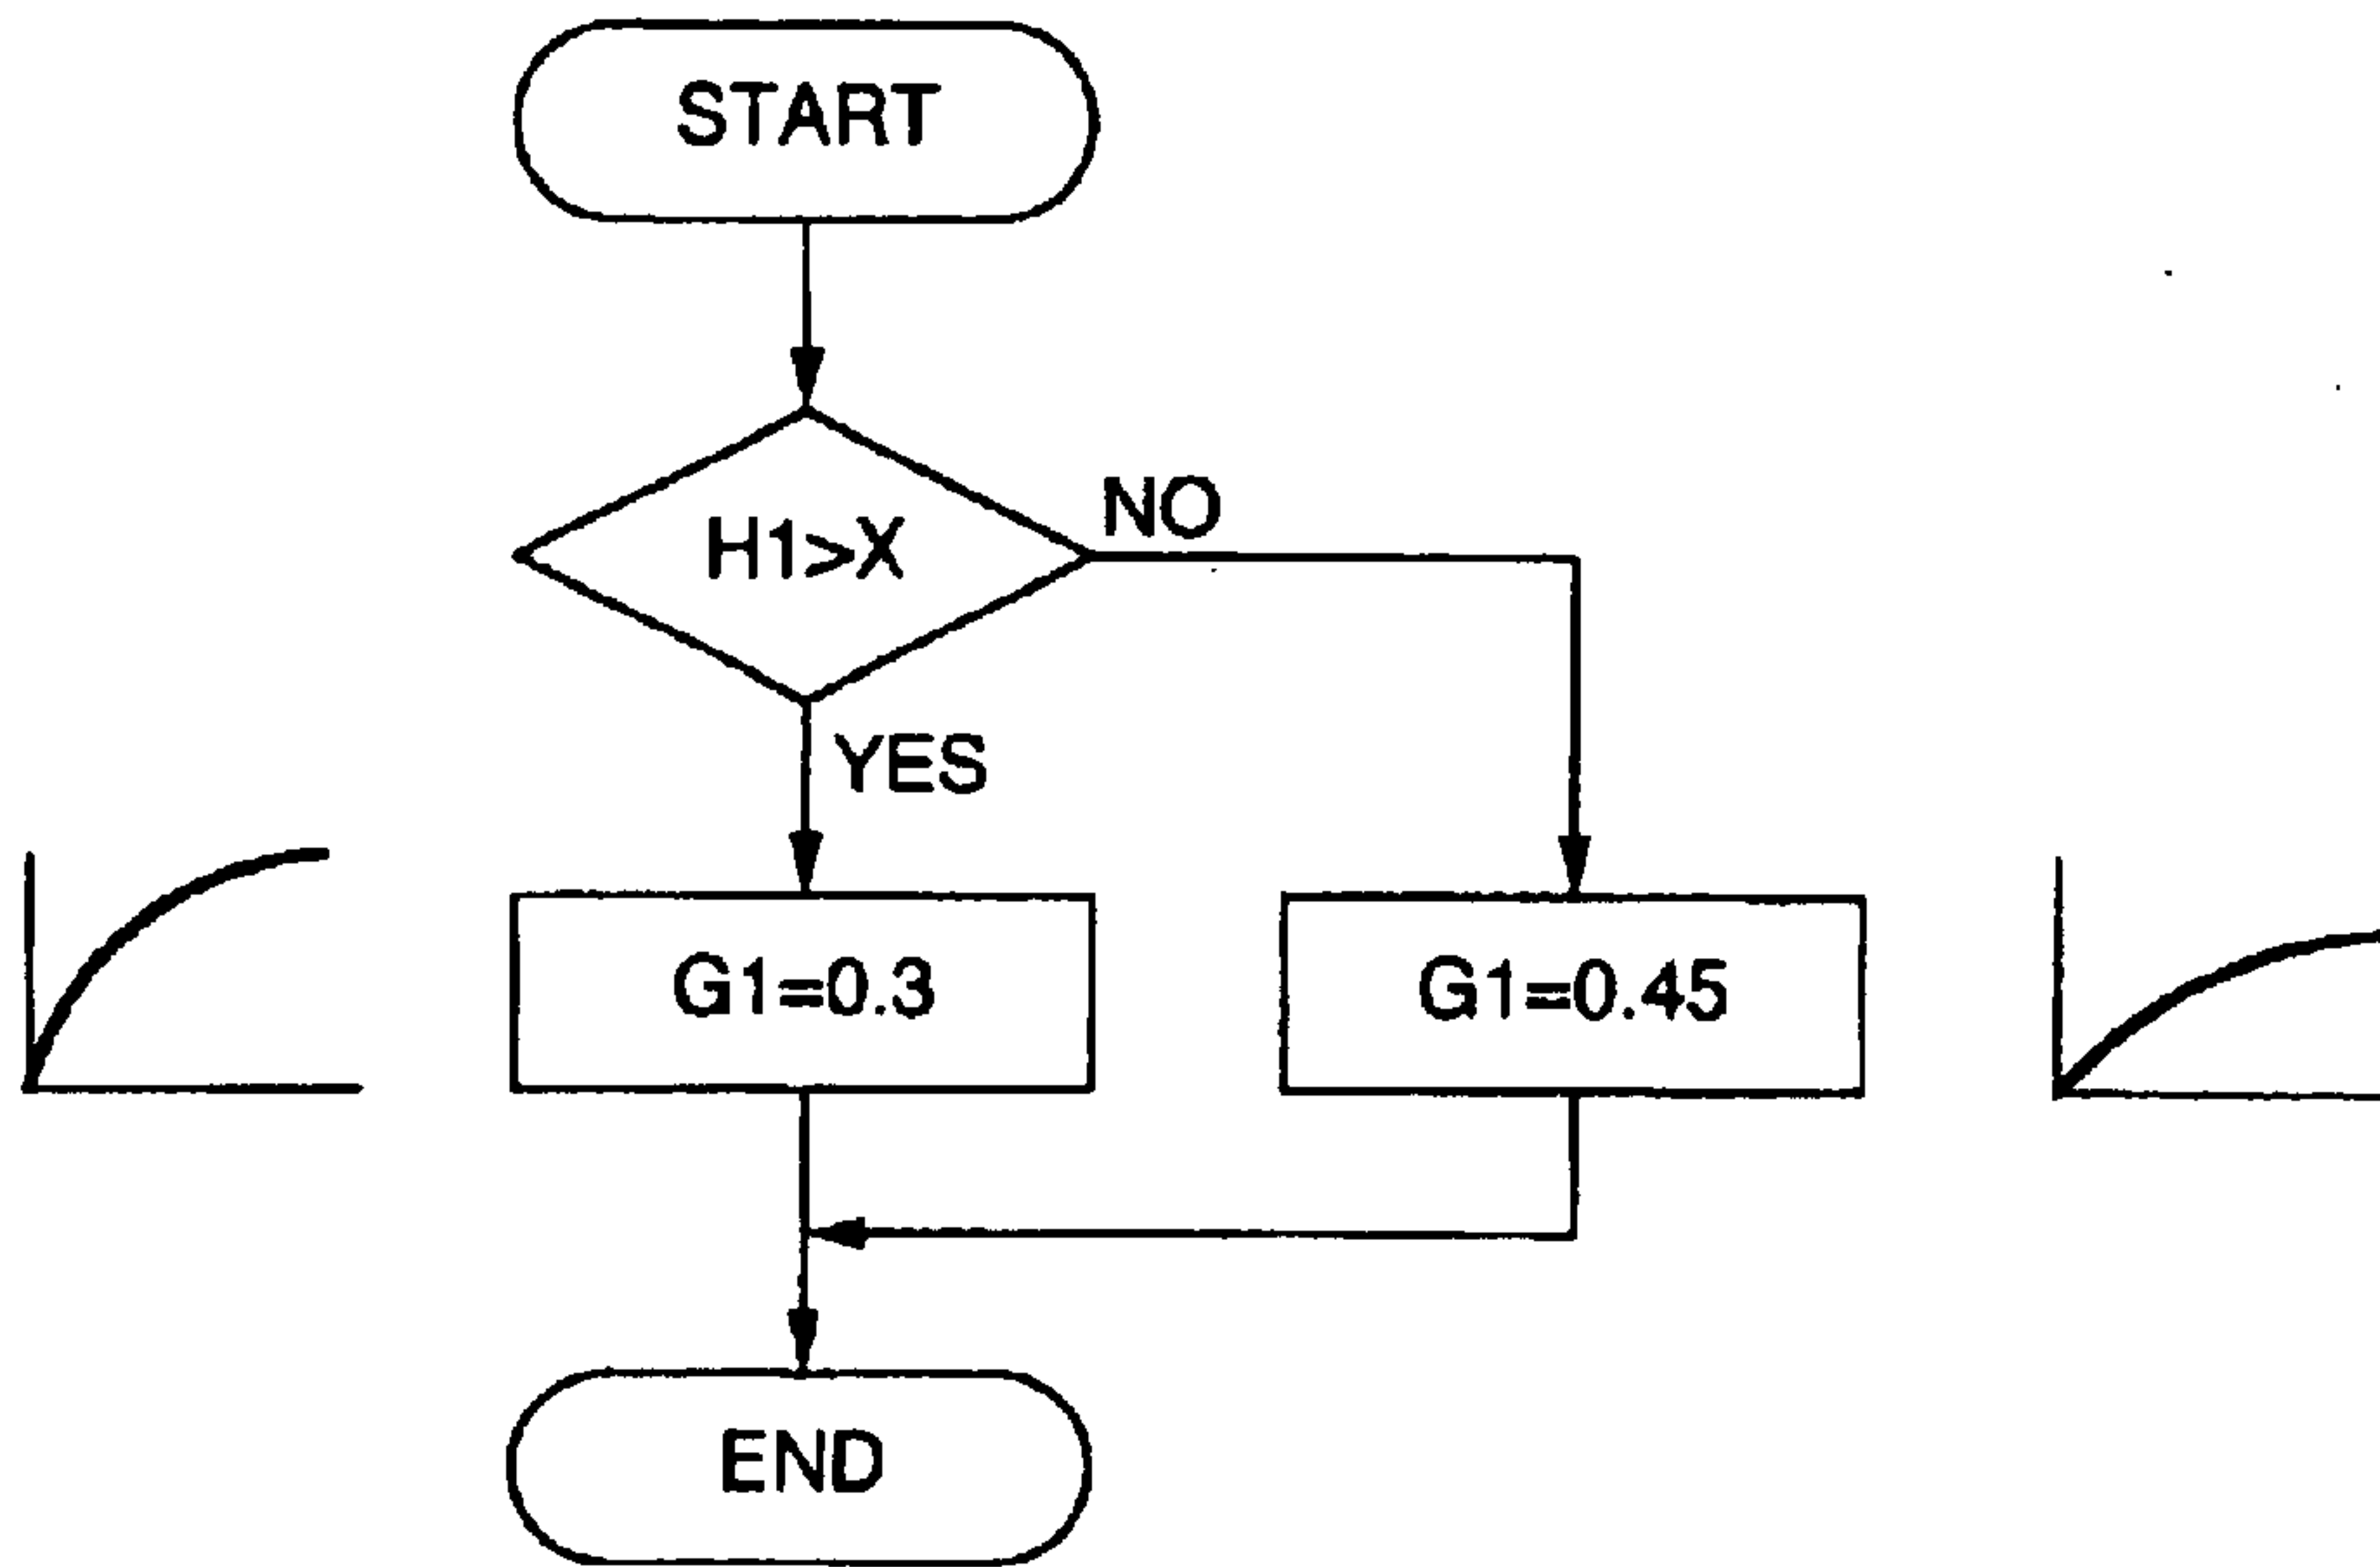 START
H1>X
NO
YES
G1=0.3
G1=0.45
END